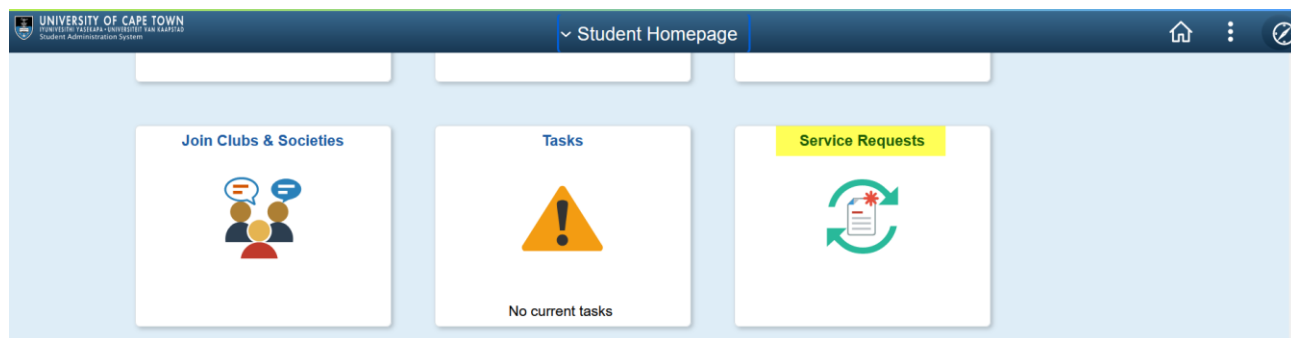 UNIVERSITY OF CAPE TOWN
IYUNIVESITHI YASEKAPA • UNIVERSITEIT VAN KAAPSTAD
Student Administration System
Student Homepage
Join Clubs & Societies
Tasks
Service Requests
No current tasks